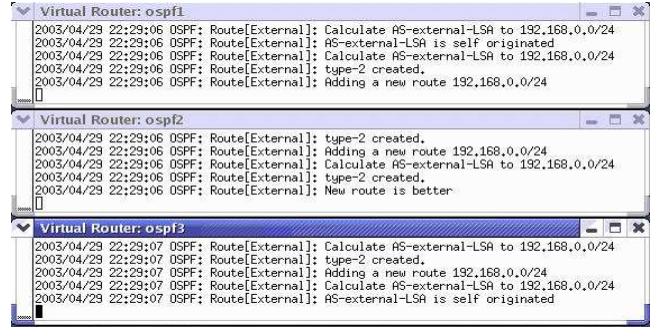 Virtual Router: ospf1
2003/04/29 22:29:06 OSPF: Route[External]: Calculate AS-external-LSA to 192.168.0.0/24
2003/04/29 22:29:06 OSPF: Route[External]: AS-external-LSA is self originated
2003/04/29 22:29:06 OSPF: Route[External]: Calculate AS-external-LSA to 192.168.0.0/24
2003/04/29 22:29:06 OSPF: Route[External]: type-2 created.
2003/04/29 22:29:06 OSPF: Route[External]: Adding a new route 192.168.0.0/24
Virtual Router: ospf2
2003/04/29 22:29:06 OSPF: Route[External]: type-2 created.
2003/04/29 22:29:06 OSPF: Route[External]: Adding a new route 192.168.0.0/24
2003/04/29 22:29:06 OSPF: Route[External]: Calculate AS-external-LSA to 192.168.0.0/24
2003/04/29 22:29:06 OSPF: Route[External]: type-2 created.
2003/04/29 22:29:06 OSPF: Route[External]: New route is better
Virtual Router: ospf3
2003/04/29 22:29:07 OSPF: Route[External]: Calculate AS-external-LSA to 192.168.0.0/24
2003/04/29 22:29:07 OSPF: Route[External]: type-2 created.
2003/04/29 22:29:07 OSPF: Route[External]: Adding a new route 192.168.0.0/24
2003/04/29 22:29:07 OSPF: Route[External]: Calculate AS-external-LSA to 192.168.0.0/24
2003/04/29 22:29:07 OSPF: Route[External]: AS-external-LSA is self originated